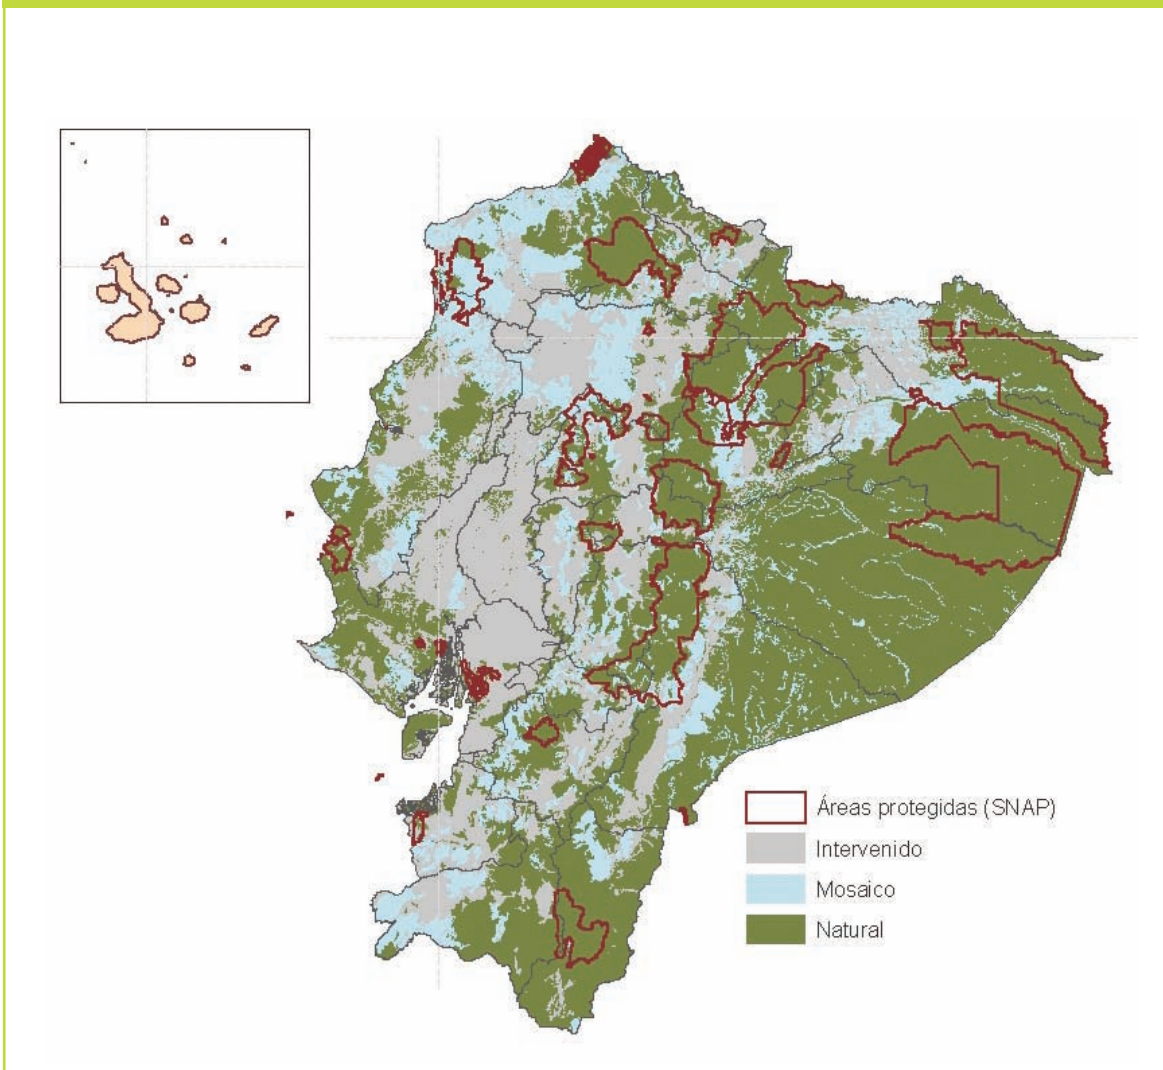 Áreas protegidas (SNAP)
Intervenido
Mosaico
Natural